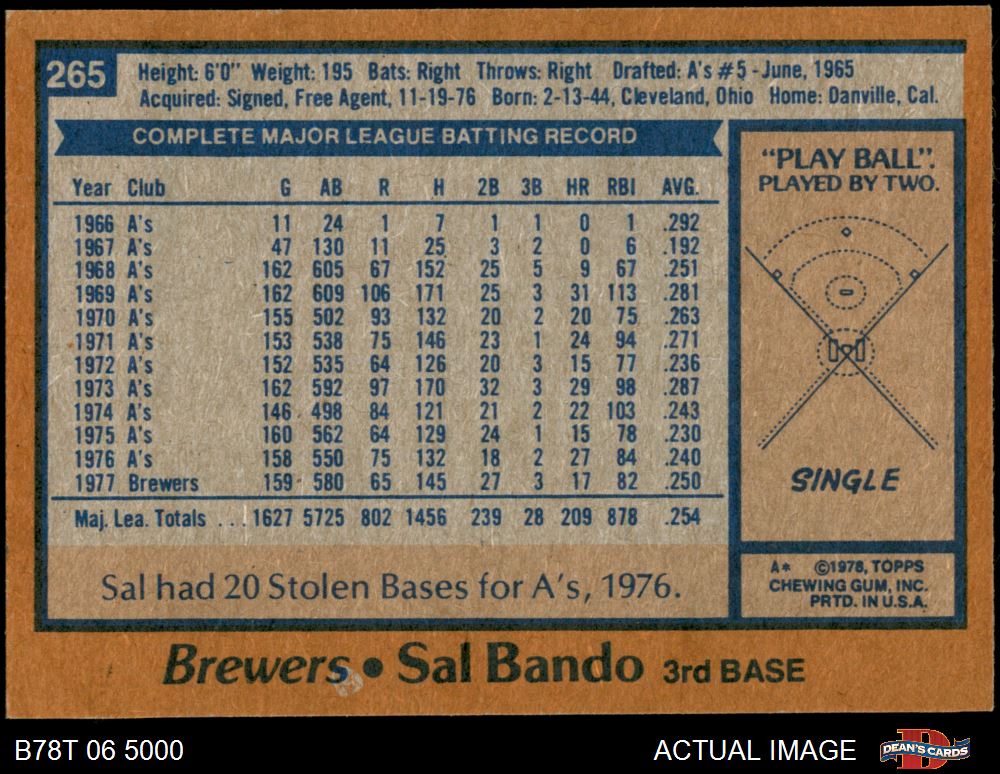 265
Height: 6'0" Weight: 195 Bats: Right Throws: Right Drafted: A's #5 - June, 1965
Acquired: Signed, Free Agent, 11-19-76 Born: 2-13-44, Cleveland, Ohio Home: Danville, Cal.
COMPLETE MAJOR LEAGUE BATTING RECORD
Year Club G AB R H 2B 3B HR RBI AVG.
1966 A's 11 24 1 7 1 1 0 1 .292
1967 A's 47 130 11 25 3 2 0 6 .192
1968 A's 162 605 67 152 25 5 9 67 .251
1969 A's 162 609 106 171 25 3 31 113 .281
1970 A's 155 502 93 132 20 2 20 75 .263
1971 A's 153 538 75 146 23 1 24 94 .271
1972 A's 152 535 64 126 20 3 15 77 .236
1973 A's 162 592 97 170 32 3 29 98 .287
1974 A's 146 498 84 121 21 2 22 103 .243
1975 A's 160 562 64 129 24 1 15 78 .230
1976 A's 158 550 75 132 18 2 27 84 .240
1977 Brewers 159 580 65 145 27 3 17 82 .250
Maj. Lea. Totals ... 1627 5725 802 1456 239 28 209 878 .254
Sal had 20 Stolen Bases for A's, 1976.
"PLAY BALL".
PLAYED BY TWO.
SINGLE
A* ©1978, TOPPS
CHEWING GUM, INC.
PRTD. IN U.S.A.
Brewers • Sal Bando 3rd BASE
B78T 06 5000
ACTUAL IMAGE
DEAN'S CARDS